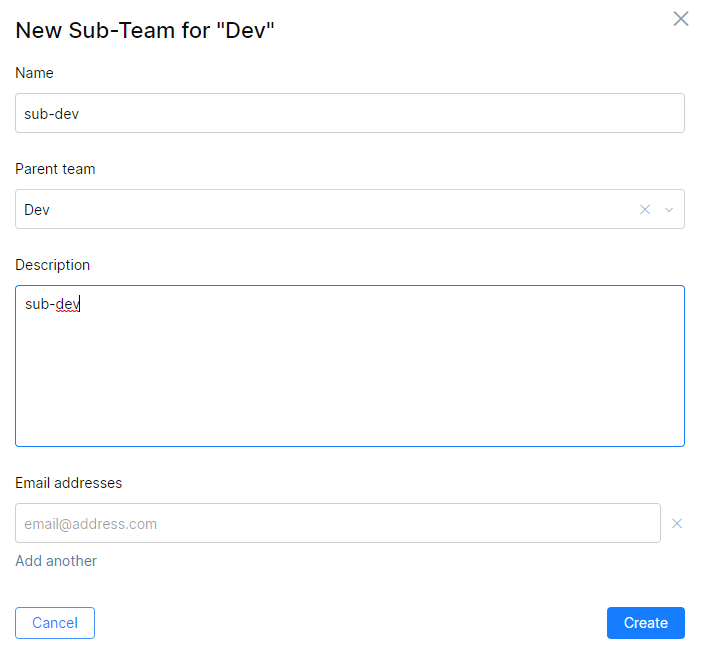 New Sub-Team for "Dev"
Name
sub-dev
Parent team
Dev
Description
sub-dev
Email addresses
email@address.com
Add another
Cancel
Create